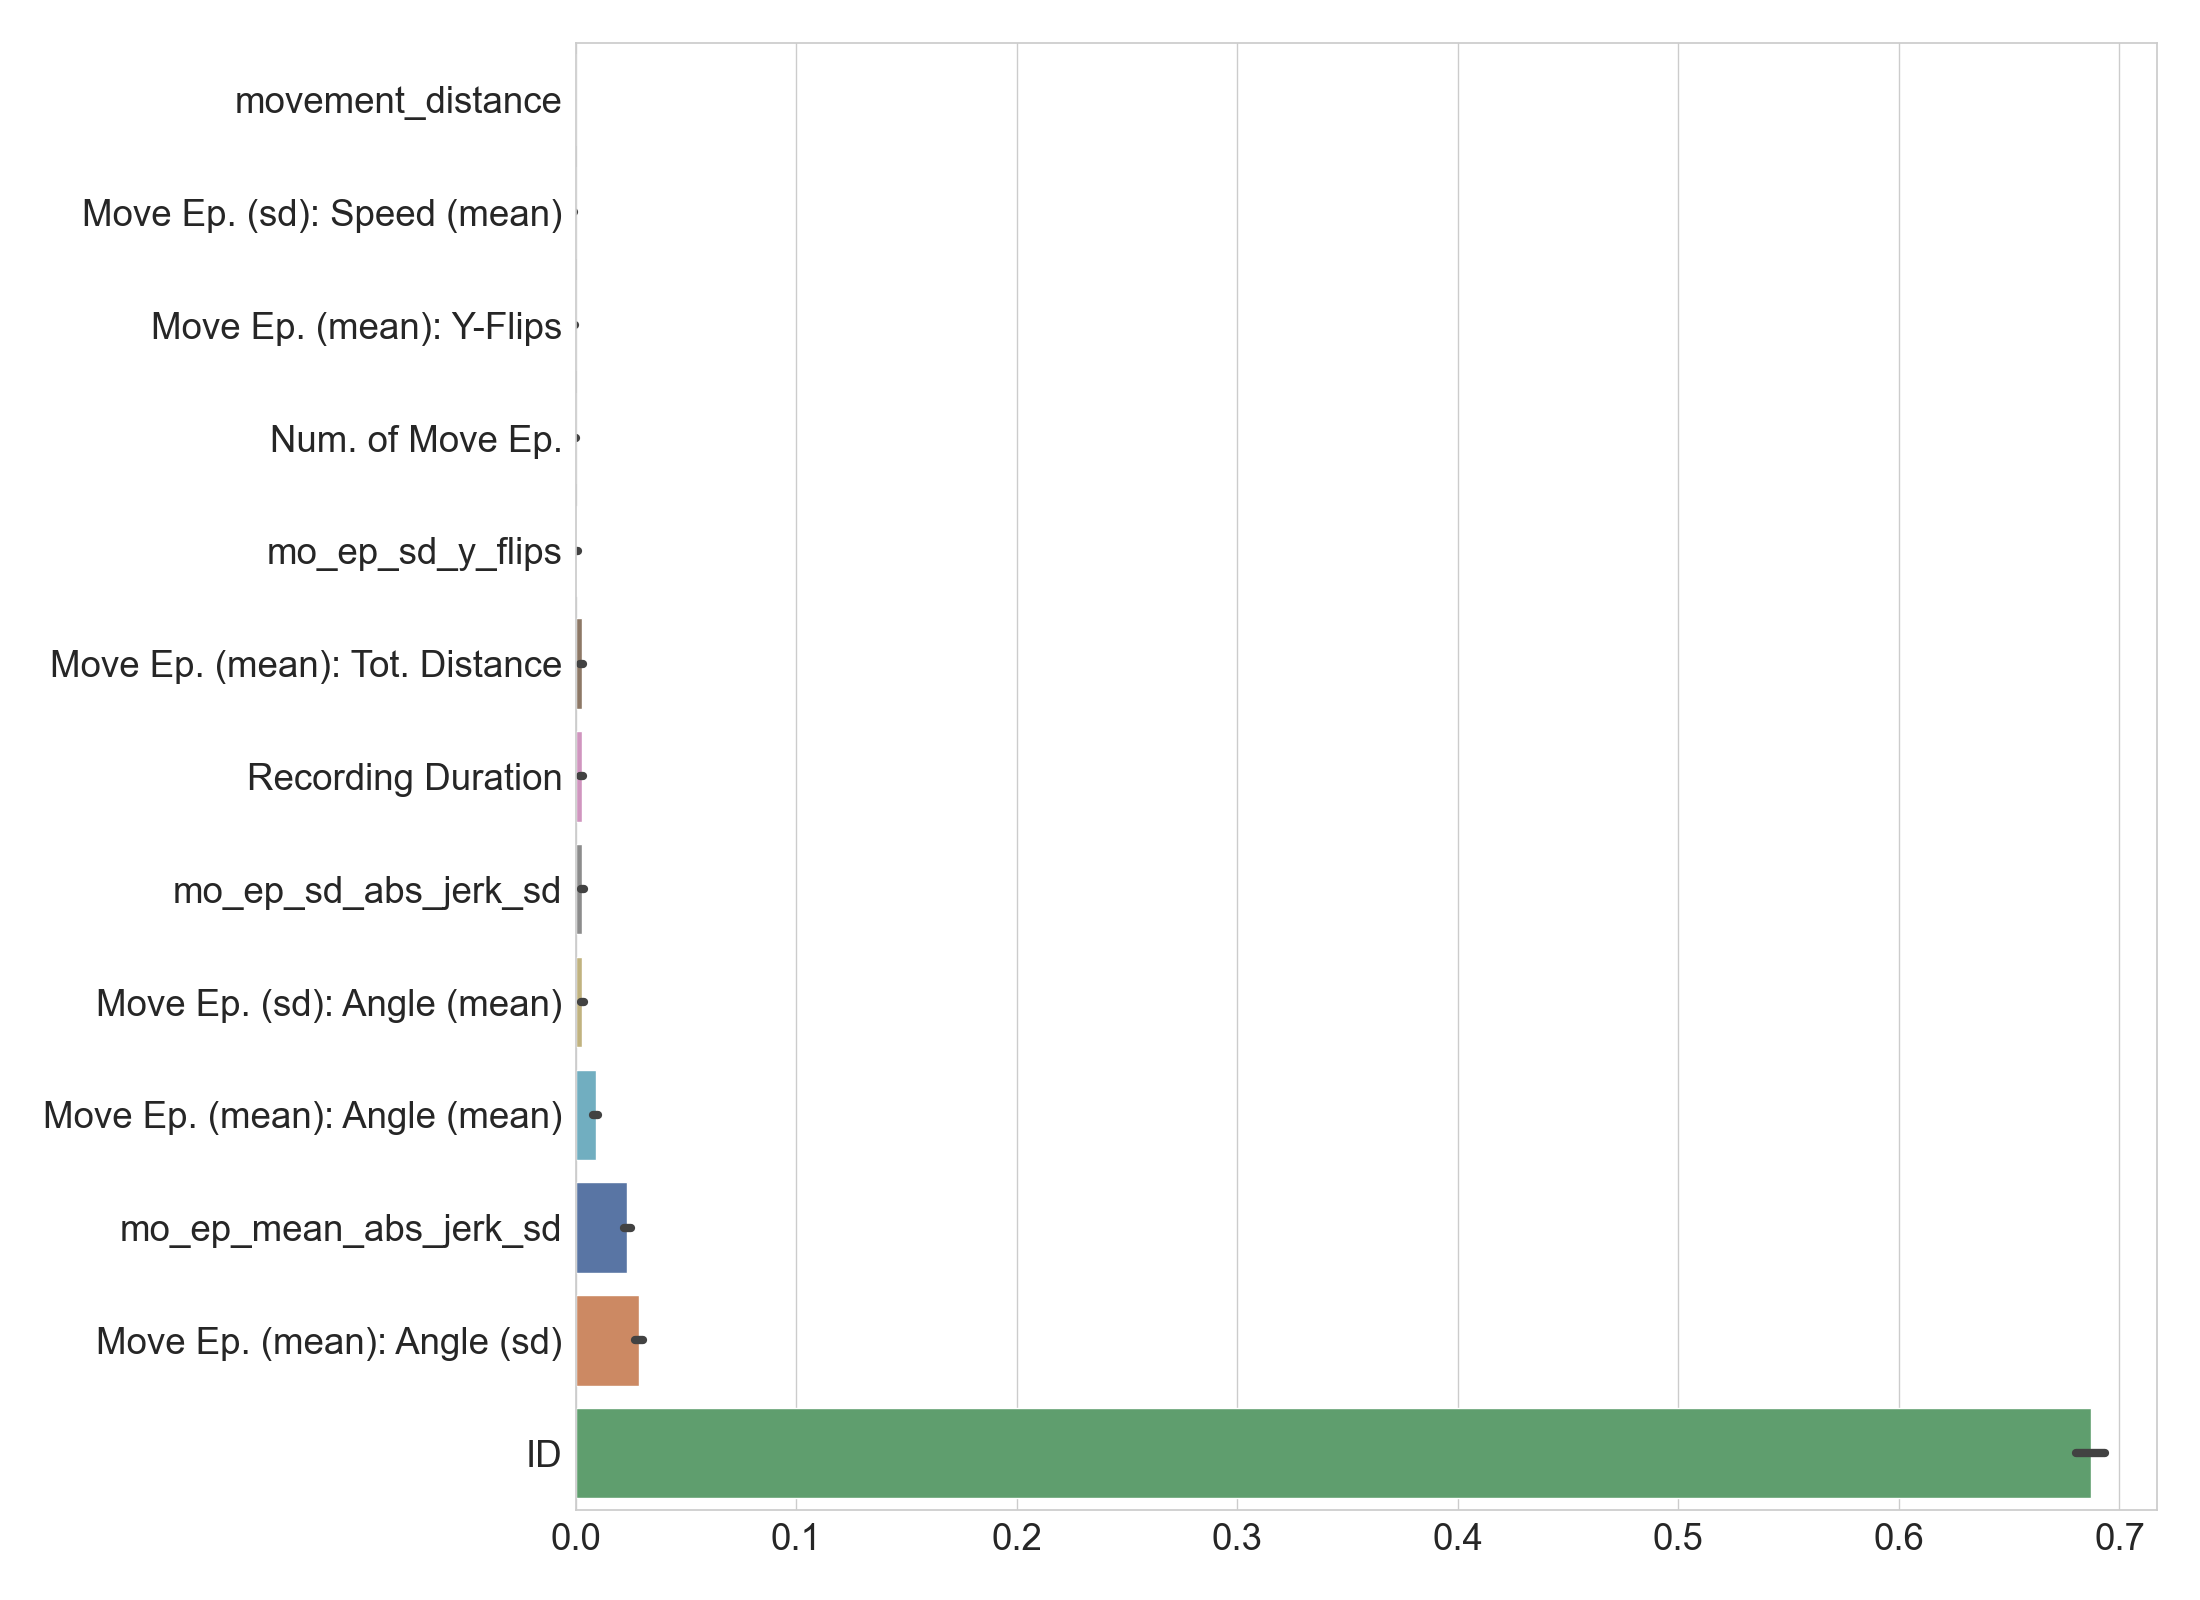 movement_distance
Move Ep. (sd): Speed (mean)
Move Ep. (mean): Y-Flips
Num. of Move Ep.
mo_ep_sd_y_flips
Move Ep. (mean): Tot. Distance
Recording Duration
mo_ep_sd_abs_jerk_sd
Move Ep. (sd): Angle (mean)
Move Ep. (mean): Angle (mean)
mo_ep_mean_abs_jerk_sd
Move Ep. (mean): Angle (sd)
ID
0.0 0.1 0.2 0.3 0.4 0.5 0.6 0.7